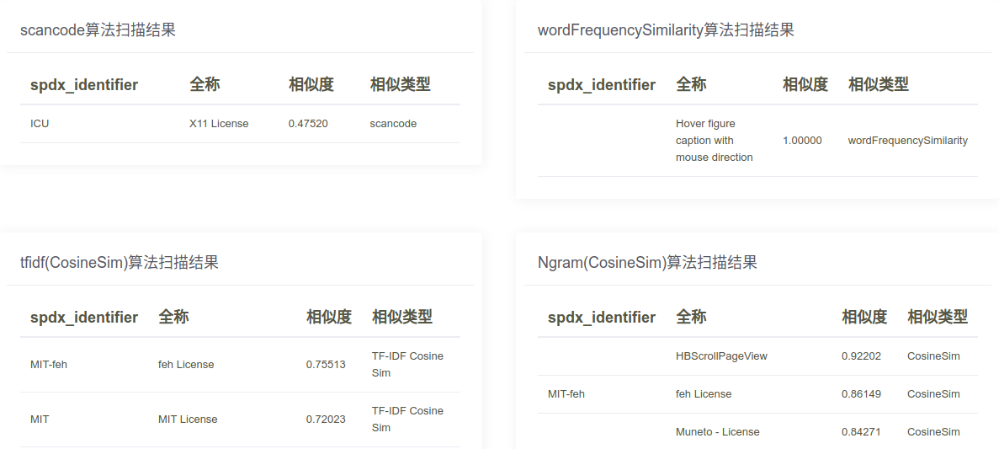 scancode算法扫描结果
spdx_identifier 全称 相似度 相似类型
ICU X11 License 0.47520 scancode
wordFrequencySimilarity算法扫描结果
spdx_identifier 全称 相似度 相似类型
Hover figure
caption with
mouse direction
1.00000 wordFrequencySimilarity
tfidf(CosineSim)算法扫描结果
spdx_identifier 全称 相似度 相似类型
MIT-feh feh License 0.75513 TF-IDF Cosine
Sim
MIT MIT License 0.72023 TF-IDF Cosine
Sim
Ngram(CosineSim)算法扫描结果
spdx_identifier 全称 相似度 相似类型
HBScrollPageView 0.92202 CosineSim
MIT-feh feh License 0.86149 CosineSim
Muneto - License 0.84271 CosineSim